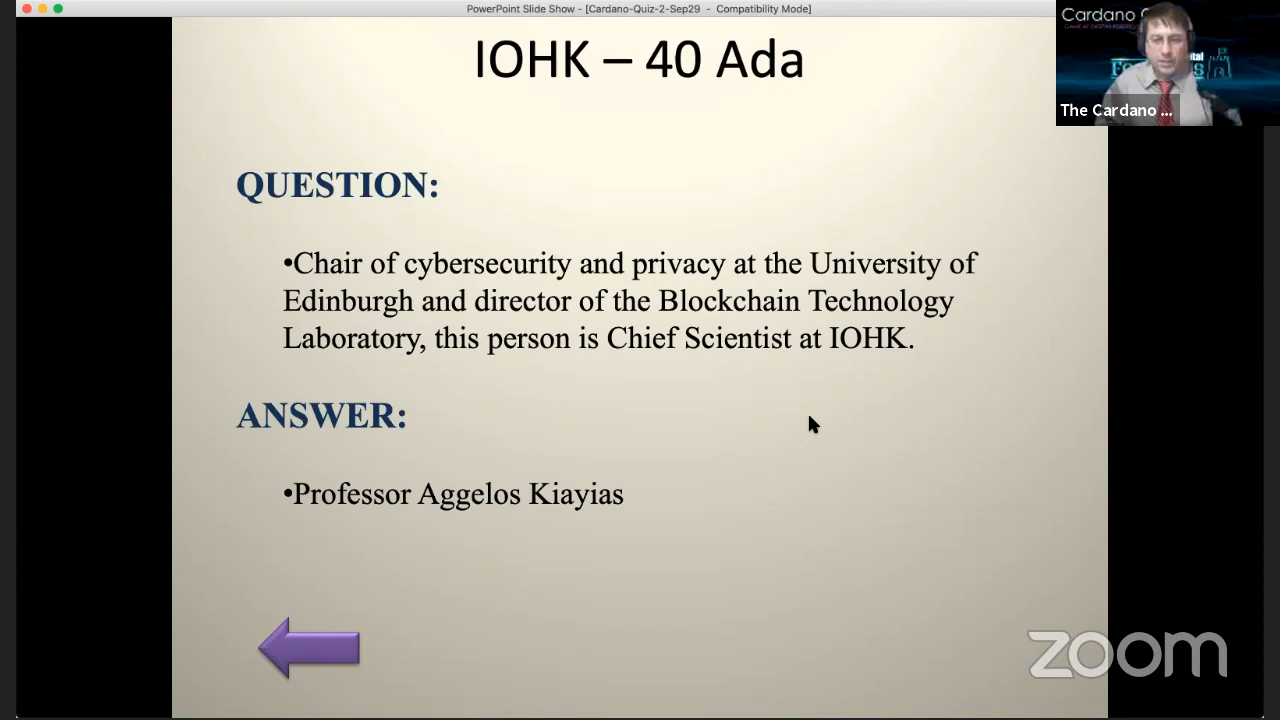 PowerPoint Slide Show - [Cardano-Quiz-2-Sep29 - Compatibility Mode]
Cardano
IOHK – 40 Ada
The Cardano ...
QUESTION:
•Chair of cybersecurity and privacy at the University of
Edinburgh and director of the Blockchain Technology
Laboratory, this person is Chief Scientist at IOHK.
ANSWER:
•Professor Aggelos Kiayias
zoom